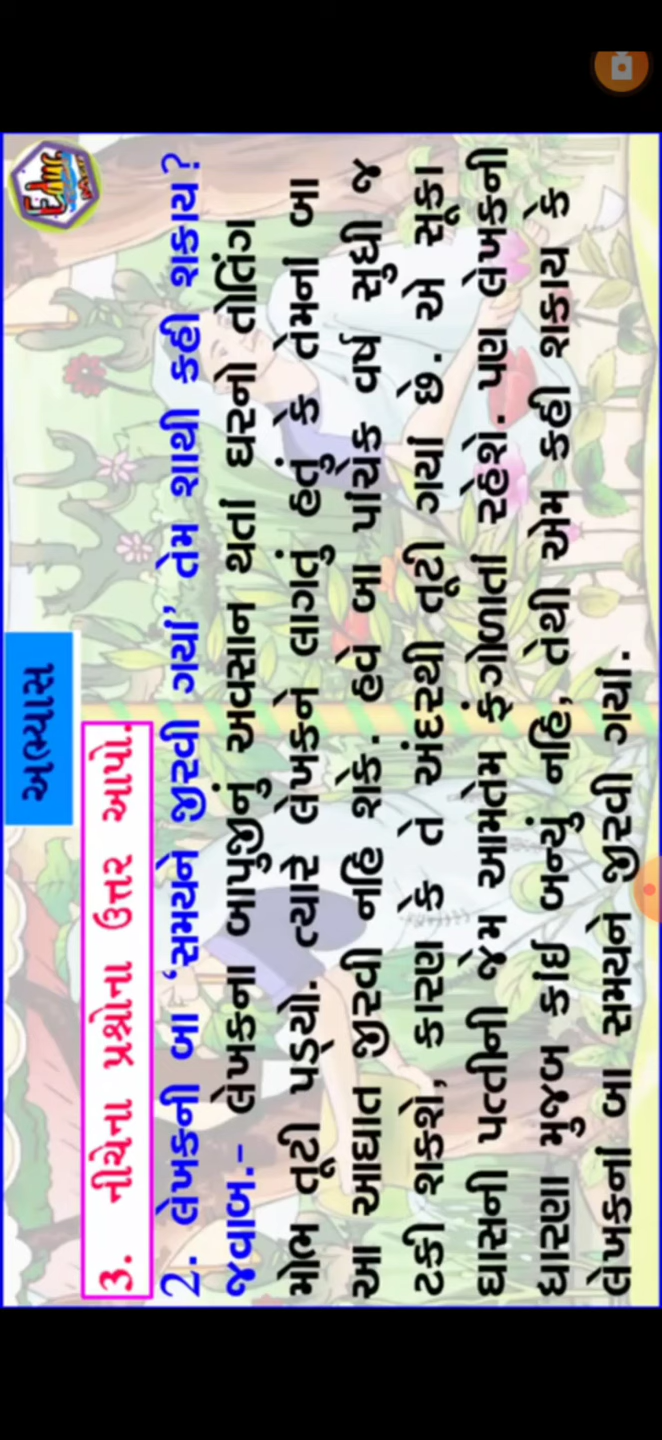 અભ્યાસ
૩. નીચેના પ્રશ્નોના ઉત્તર આપો.
2. લેખકની બા ‘સમયને જીરવી ગયાં’ તેમ શાથી કહી શકાય?
જવાબ.- લેખકના બાપુજીનું અવસાન થતાં ઘરનો તોતિંગ
મોભ તૂટી પડ્યો. ત્યારે લેખકને લાગતું હતું કે તેમનાં બા
આ આઘાત જીરવી નહિ શકે. હવે બા પાંચેક વર્ષ સુધી જ
ટકી શકશે, કારણ કે તે અંદરથી તૂટી ગયાં છે. એ સૂકા
ઘાસની પત્તીની જેમ આમતેમ ફંગોળાતાં રહેશે. પણ લેખકની
ધારણા મુજબ કાંઈ બન્યું નહિ, તેથી એમ કહી શકાય કે
લેખકનાં બા સમયને જીરવી ગયાં.